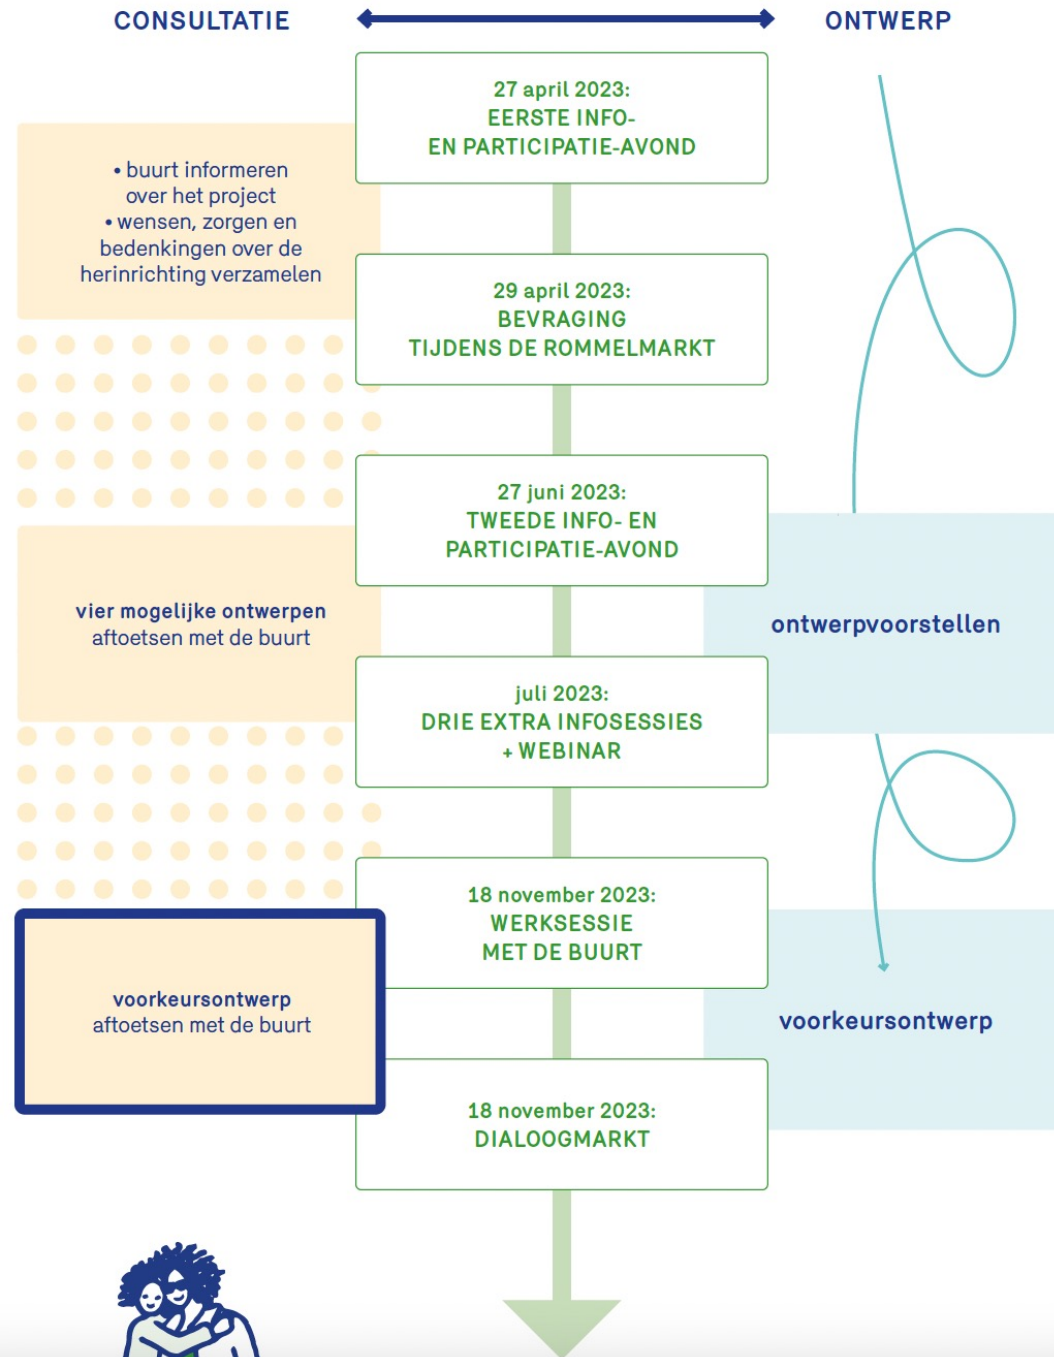 CONSULTATIE
ONTWERP
27 april 2023:
EERSTE INFO-
EN PARTICIPATIE-AVOND
• buurt informeren
over het project
• wensen, zorgen en
bedenkingen over de
herinrichting verzamelen
29 april 2023:
BEVRAGING
TIJDENS DE ROMMELMARKT
27 juni 2023:
TWEEDE INFO- EN
PARTICIPATIE-AVOND
vier mogelijke ontwerpen
aftoetsen met de buurt
ontwerpvoorstellen
juli 2023:
DRIE EXTRA INFOSESSIES
+ WEBINAR
18 november 2023:
WERKSESSIE
MET DE BUURT
voorkeursontwerp
aftoetsen met de buurt
voorkeursontwerp
18 november 2023:
DIALOOGMARKT